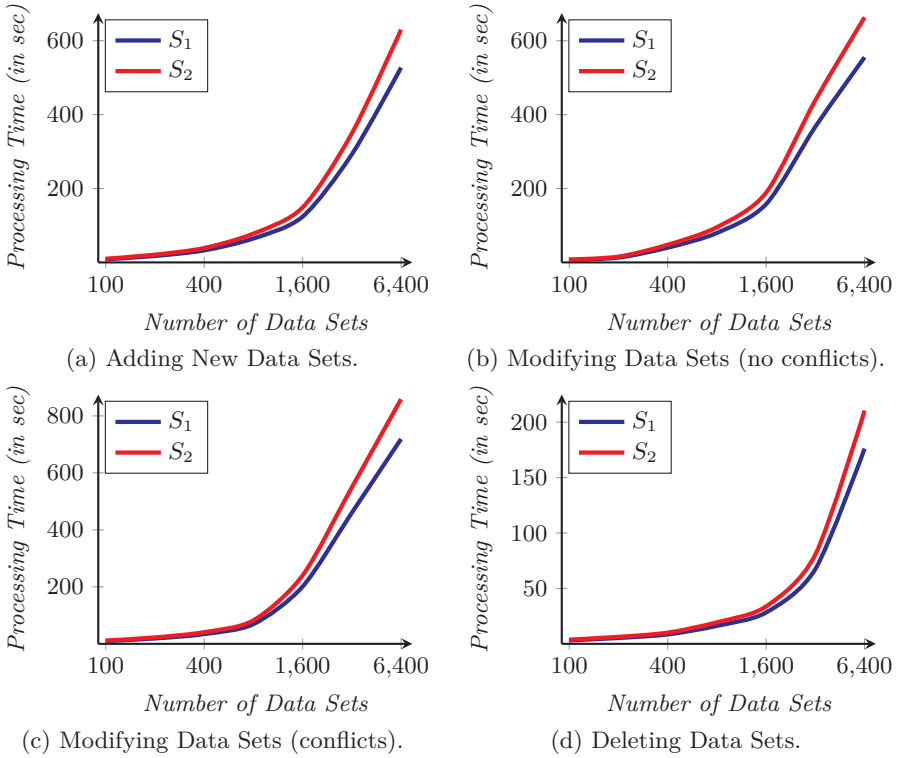 Processing Time (in sec)
600
400
200
S1
S2
100
400
1,600
6,400
Number of Data Sets
(a) Adding New Data Sets.
Processing Time (in sec)
600
400
200
S1
S2
100
400
1,600
6,400
Number of Data Sets
(b) Modifying Data Sets (no conflicts).
Processing Time (in sec)
800
600
400
200
S1
S2
100
400
1,600
6,400
Number of Data Sets
(c) Modifying Data Sets (conflicts).
Processing Time (in sec)
200
150
100
50
S1
S2
100
400
1,600
6,400
Number of Data Sets
(d) Deleting Data Sets.